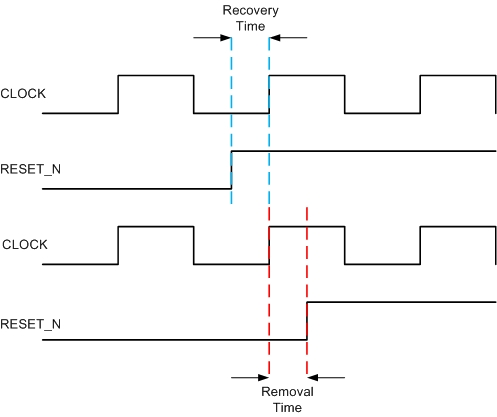 Recovery
Time
CLOCK
RESET_N
CLOCK
RESET_N
Removal
Time